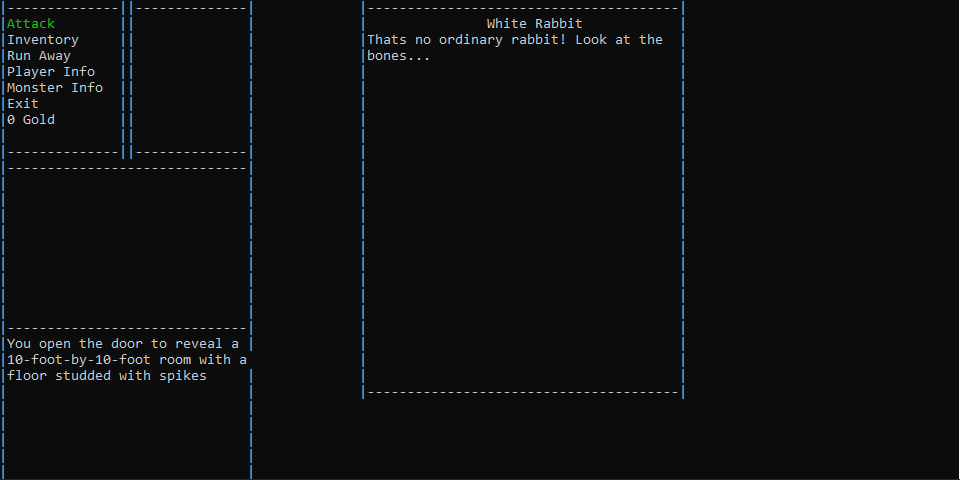 Attack
Inventory
Run Away
Player Info
Monster Info
Exit
0 Gold
White Rabbit
Thats no ordinary rabbit! Look at the
bones...
You open the door to reveal a
10-foot-by-10-foot room with a
floor studded with spikes